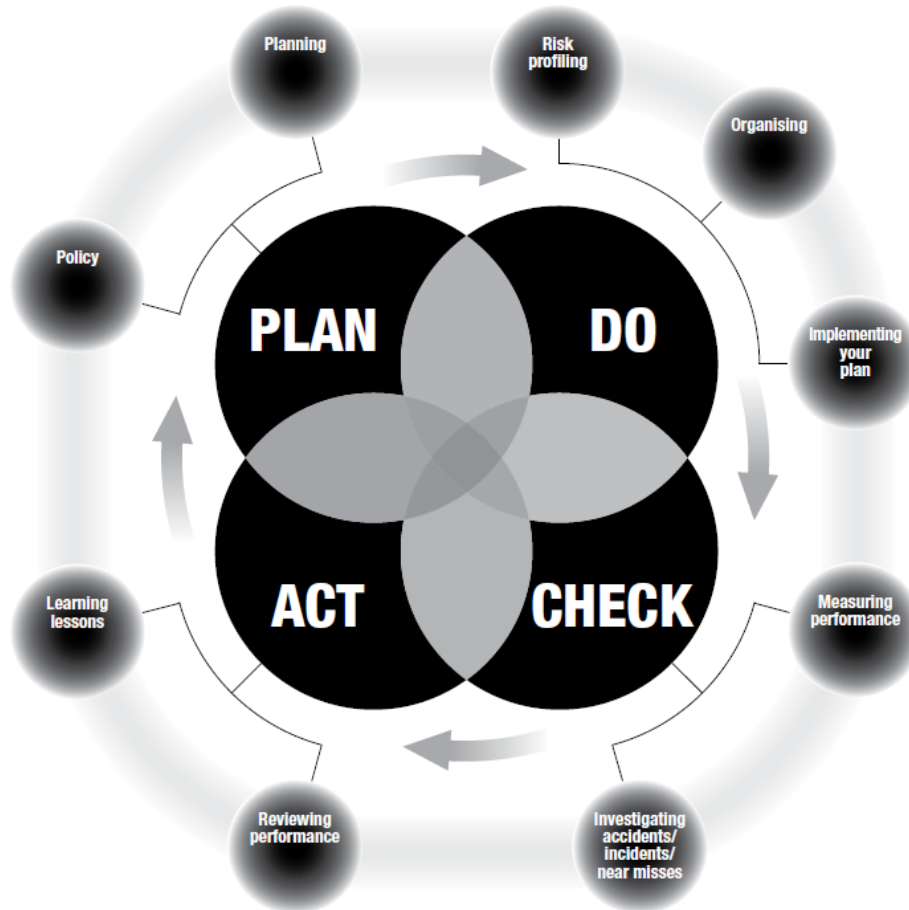 Planning
Risk
profiling
Organising
Policy
PLAN
DO
Implementing
your
plan
Learning
lessons
ACT
CHECK
Measuring
performance
Reviewing
performance
Investigating
accidents/
incidents/
near misses